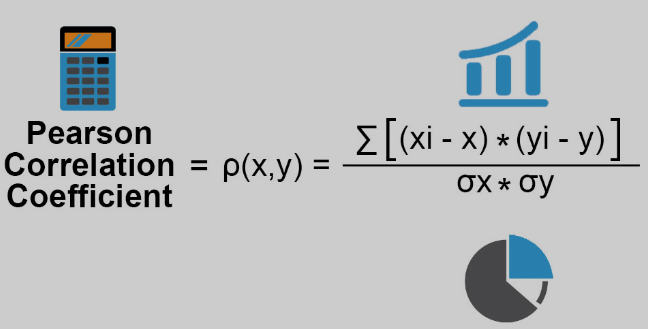 Pearson
Correlation
Coefficient
= ρ(x,y) =
∑ [(xi - x) * (yi - y)]
σx * σy